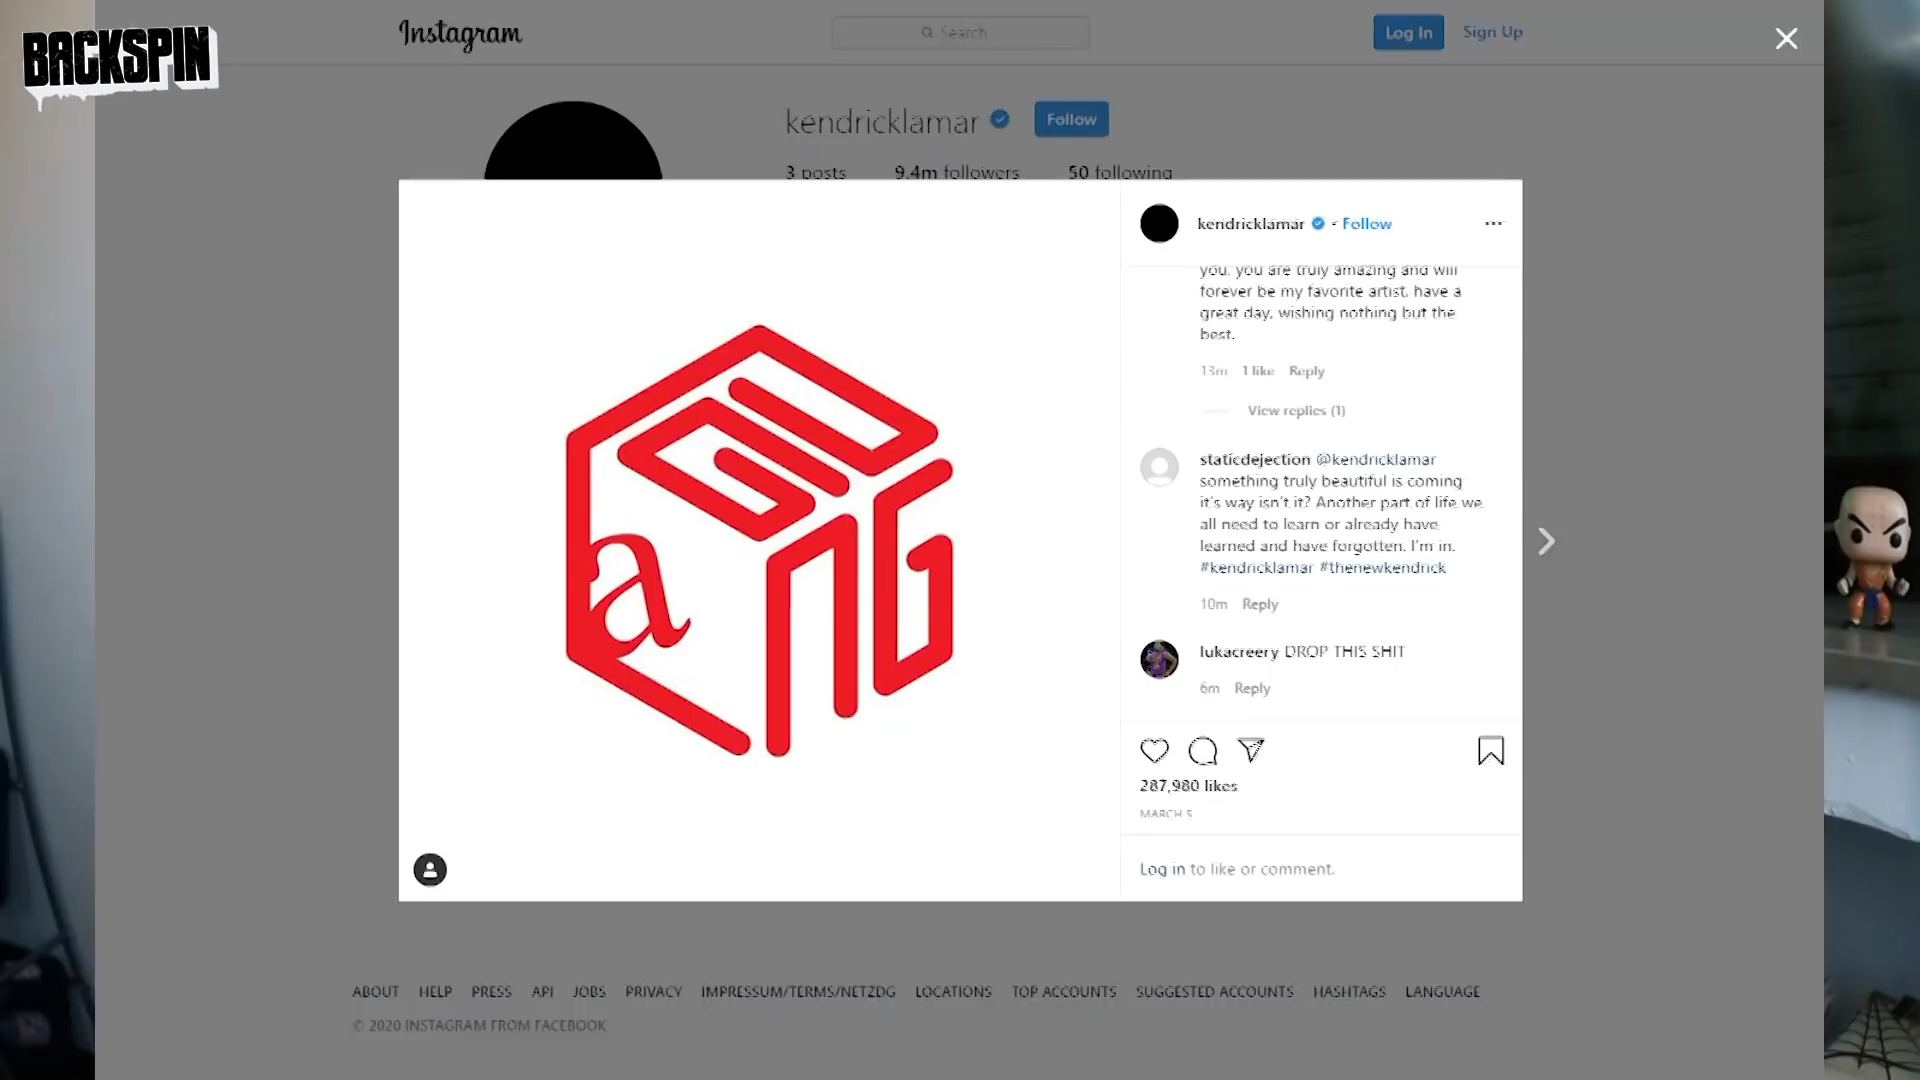 BACKSPIN
Instagram
Search
Log In
Sign Up
kendricklamar
Follow
3 posts 9.4m followers 50 following
kendricklamar - Follow
you. you are truly amazing and will
forever be my favorite artist. have a
great day, wishing nothing but the
best.
13m 1 like Reply
View replies (1)
staticdejection @kendricklamar
something truly beautiful is coming
it's way isn't it? Another part of life we
all need to learn or already have
learned and have forgotten. I'm in.
#kendricklamar #thenewkendrick
10m Reply
lukacreery DROP THIS SHIT
6m Reply
287,980 likes
MARCH 5
Log in to like or comment.
a
ABOUT HELP PRESS API JOBS PRIVACY IMPRESSUM/TERMS/NETZDG LOCATIONS TOP ACCOUNTS SUGGESTED ACCOUNTS HASHTAGS LANGUAGE
© 2020 INSTAGRAM FROM FACEBOOK